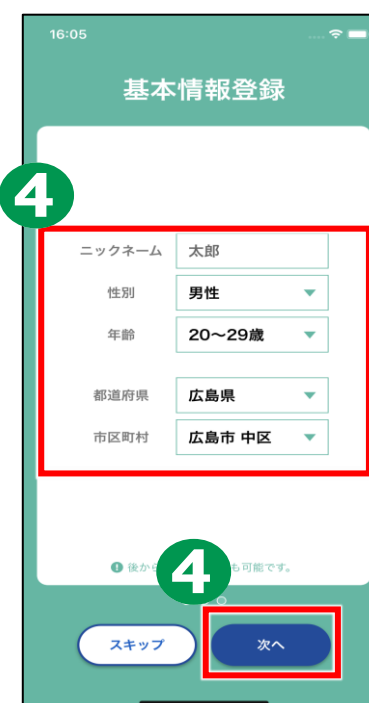 16:05
基本情報登録
4
ニックネーム 太郎
性別 男性
年齢 20〜29歳
都道府県 広島県
市区町村 広島市 中区
後から も可能です。
4
スキップ 次へ